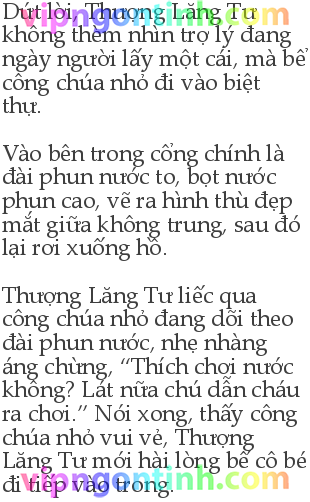 vipngontinh.com
Dứt lời, Thượng Lăng Tư
không thèm nhìn trợ lý đang
ngày người lấy một cái, mà bế
công chúa nhỏ đi vào biệt
thự.
Vào bên trong cổng chính là
đài phun nước to, bọt nước
phun cao, vẽ ra hình thù đẹp
mắt giữa không trung, sau đó
lại rơi xuống hồ.
Thượng Lăng Tư liếc qua
công chúa nhỏ đang dõi theo
đài phun nước, nhẹ nhàng
áng chừng, “Thích chơi nước
không? Lát nữa chú dẫn cháu
ra chơi.” Nói xong, thấy công
chúa nhỏ vui vẻ, Thượng
Lăng Tư mới hài lòng bế cô bé
đi tiếp vào trong.
vipngontinh.com